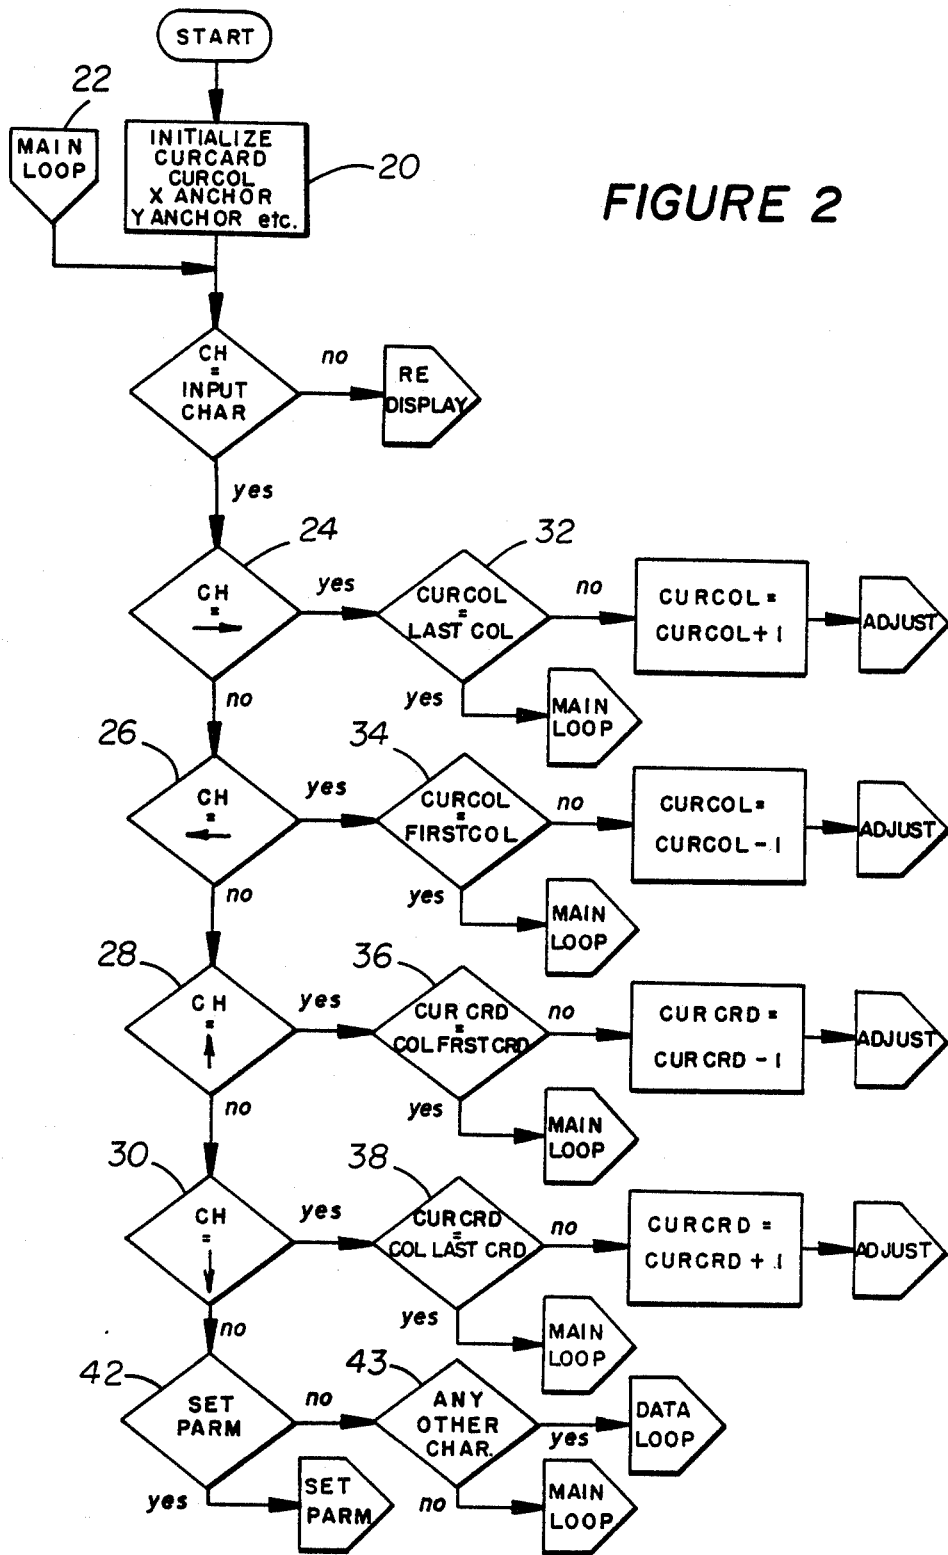 START
22
MAIN
LOOP
INITIALIZE
CURCARD
CURCOL
X ANCHOR
Y ANCHOR etc.
20
FIGURE 2
CH
=
INPUT
CHAR
no
RE
DISPLAY
yes
24
CH
=
→
yes
32
CURCOL
=
LAST COL
no
CURCOL =
CURCOL + 1
ADJUST
yes
MAIN
LOOP
no
26
CH
=
←
yes
34
CURCOL
=
FIRST COL
no
CURCOL =
CURCOL - 1
ADJUST
yes
MAIN
LOOP
no
28
CH
=
↑
yes
36
CUR CRD
=
COL FRST CRD
no
CUR CRD =
CUR CRD - 1
ADJUST
yes
MAIN
LOOP
no
30
CH
=
↓
yes
38
CUR CRD
=
COL LAST CRD
no
CURCRD =
CURCRD + 1
ADJUST
yes
MAIN
LOOP
no
42
SET
PARM
no
43
ANY
OTHER
CHAR.
yes
DATA
LOOP
yes
SET
PARM
no
MAIN
LOOP